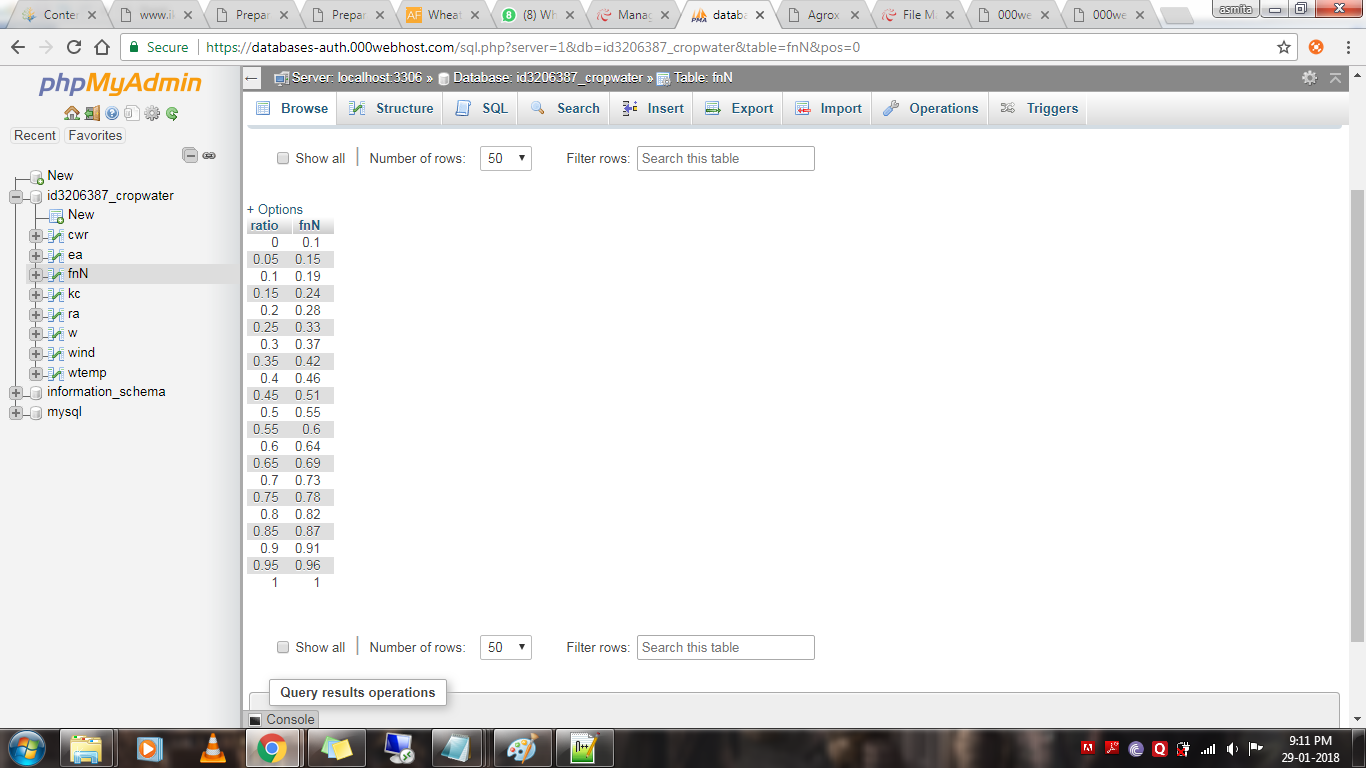 Conter
www.i
Prepar
Prepar
AF Wheat
(8) Wh
Manag
databa
Agrox
File M
000we
000we
asmita
Secure https://databases-auth.000webhost.com/sql.php?server=1&db=id3206387_cropwater&table=fnN&pos=0
phpMyAdmin
Recent Favorites
New
id3206387_cropwater
New
cwr
ea
fnN
kc
ra
w
wind
wtemp
information_schema
mysql
Server: localhost:3306 » Database: id3206387_cropwater » Table: fnN
Browse Structure SQL Search Insert Export Import Operations Triggers
Show all Number of rows: 50 Filter rows: Search this table
+ Options
ratio fnN
0 0.1
0.05 0.15
0.1 0.19
0.15 0.24
0.2 0.28
0.25 0.33
0.3 0.37
0.35 0.42
0.4 0.46
0.45 0.51
0.5 0.55
0.55 0.6
0.6 0.64
0.65 0.69
0.7 0.73
0.75 0.78
0.8 0.82
0.85 0.87
0.9 0.91
0.95 0.96
1 1
Show all Number of rows: 50 Filter rows: Search this table
Query results operations
Console
9:11 PM
29-01-2018